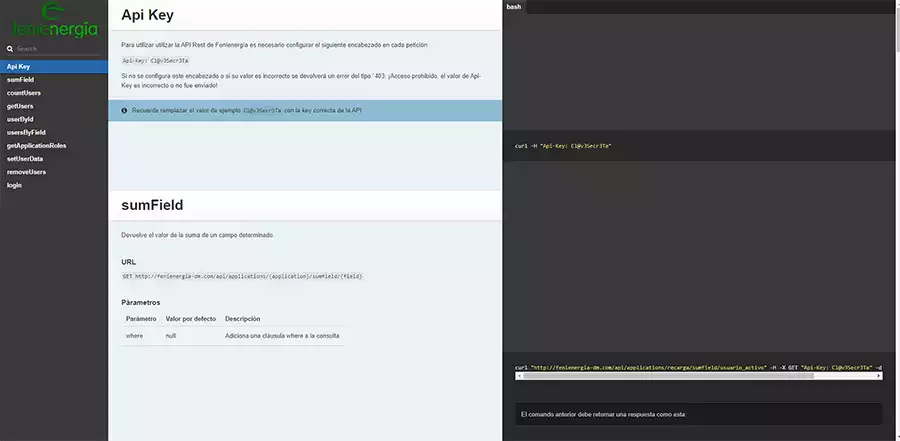 fenienergía
Search
Api Key
sumField
countUsers
getUsers
userById
usersByField
getApplicationRoles
setUserData
removeUsers
login
Api Key
Para utilizar utilizar la API Rest de Fenienergía es necesario configurar el siguiente encabezado en cada petición
Api-Key: Cl@v3Secr3Ta
Si no se configura este encabezado o si su valor es incorrecto se devolverá un error del tipo `403: ¡Acceso prohibido, el valor de Api-
Key es incorrecto o no fue enviado!
Recuerde remplazar el valor de ejemplo Cl@v3Secr3Ta con la key correcta de la API
sumField
Devuelve el valor de la suma de un campo determinado.
URL
GET http://fenienergia-dm.com/api/applications/{application}/sumfield/{field}
Párametros
Parámetro Valor por defecto Descripción
where null Adiciona una cláusula where a la consulta
bash
curl -H "Api-Key: Cl@v3Secr3Ta"
curl "http://fenienergia-dm.com/api/applications/recarga/sumfield/usuario_activo" -H -X GET "Api-Key: Cl@v3Secr3Ta" -d
El comando anterior debe retornar una respuesta como esta: